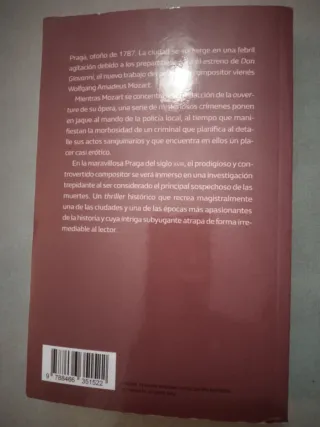 Praga, otoño de 1787. La ciudad se sumerge en una febril
agitación debido a los preparativos del estreno de Don
Giovanni, el nuevo trabajo del compositor vienés
Wolfgang Amadeus Mozart.
Mientras Mozart se concentra en la redacción de la ouver-
ture de su ópera, una serie de misteriosos crímenes ponen
en jaque al mando de la policía local, al tiempo que mani-
fiestan la morbosidad de un criminal que planifica al deta-
lle sus actos sanguinarios y que encuentra en ellos un pla-
cer casi erótico.
En la maravillosa Praga del siglo XVIII, el prodigioso y con-
trovertido compositor se verá inmerso en una investigación
trepidante al ser considerado el principal sospechoso de las
muertes. Un thriller histórico que recrea magistralmente
una de las ciudades y una de las épocas más apasionantes
de la historia y cuya intriga subyugante atrapa de forma irre-
mediable al lector.